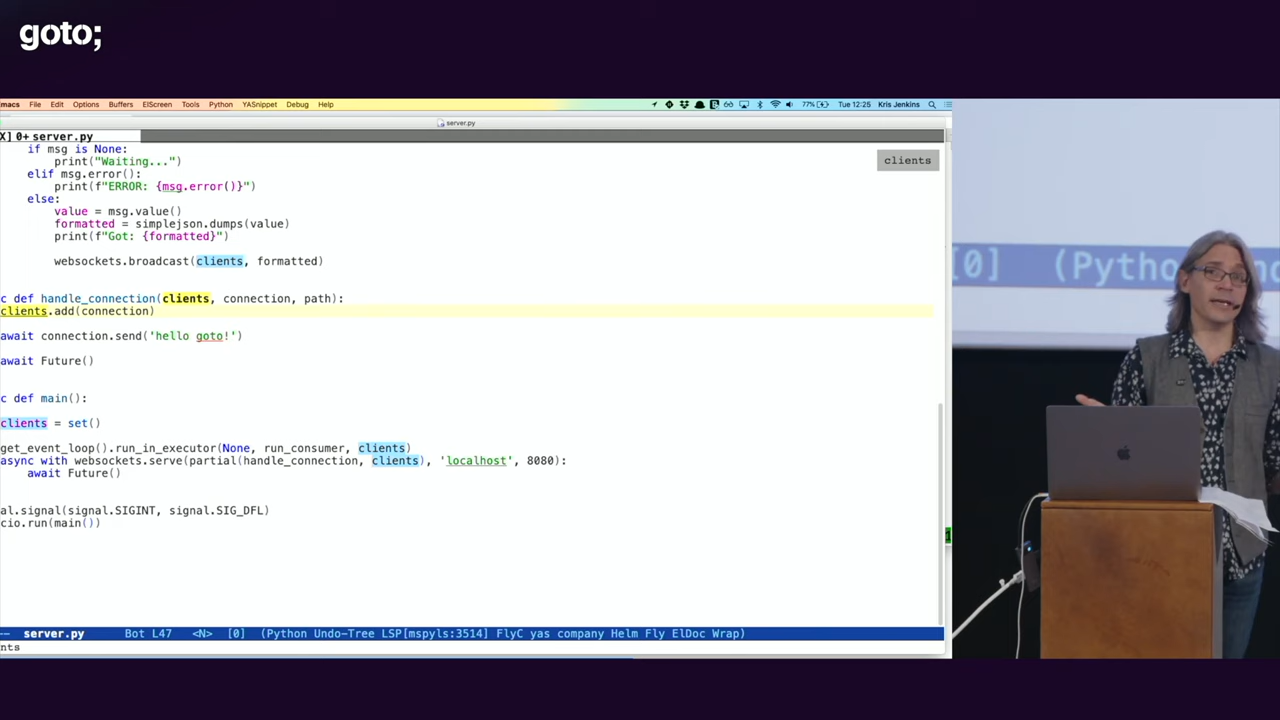 goto;
macs File Edit Options Buffers ElScreen Tools Python YASnippet Debug Help 77% Tue 12:25 Kris Jenkins
server.py
X] 0+ server.py
clients
if msg is None:
print("Waiting...")
elif msg.error():
print(f"ERROR: {msg.error()}")
else:
value = msg.value()
formatted = simplejson.dumps(value)
print(f"Got: {formatted}")
websockets.broadcast(clients, formatted)
c def handle_connection(clients, connection, path):
clients.add(connection)
await connection.send('hello goto!')
await Future()
c def main():
clients = set()
get_event_loop().run_in_executor(None, run_consumer, clients)
async with websockets.serve(partial(handle_connection, clients), 'localhost', 8080):
await Future()
al.signal(signal.SIGINT, signal.SIG_DFL)
cio.run(main())
-- server.py Bot L47 <N> [0] (Python Undo-Tree LSP[mspyls:3514] FlyC yas company Helm Fly ElDoc Wrap)
nts
[0] (Pytho